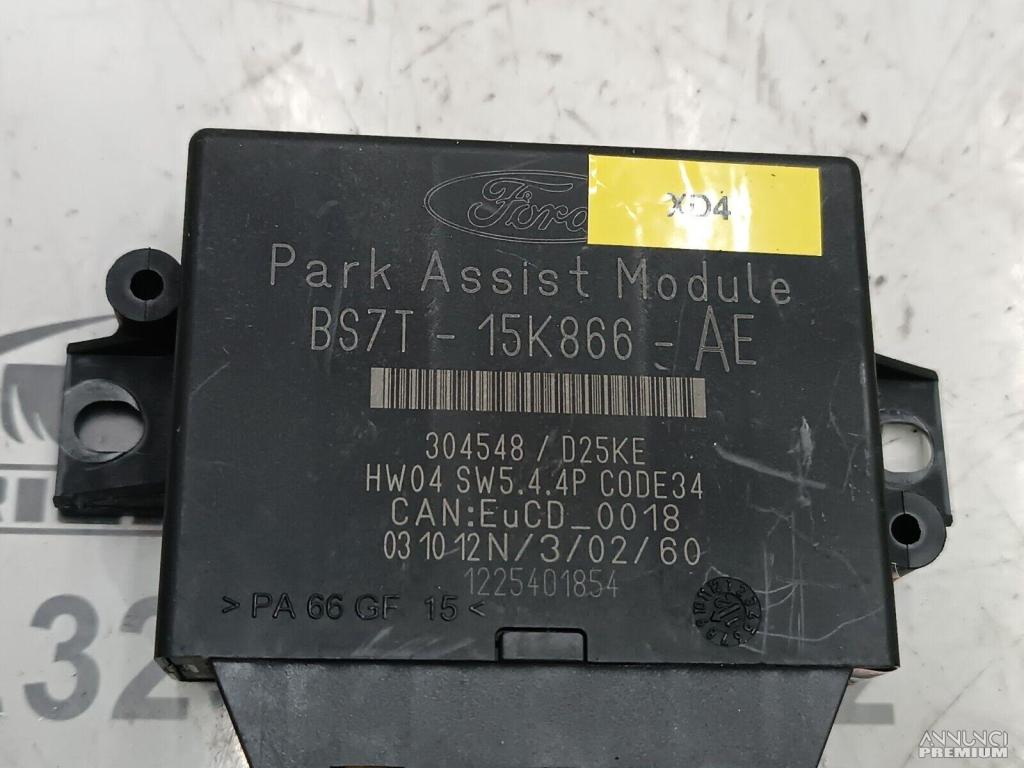 Ford
XD4
Park Assist Module
BS7T - 15K866 - AE
304548 / D25KE
HW04 SW5.4.4P CODE34
CAN:EuCD_0018
03 10 12N/3/02/60
1225401854
>PA 66 GF 15<
32
ANNUNCI
PREMIUM